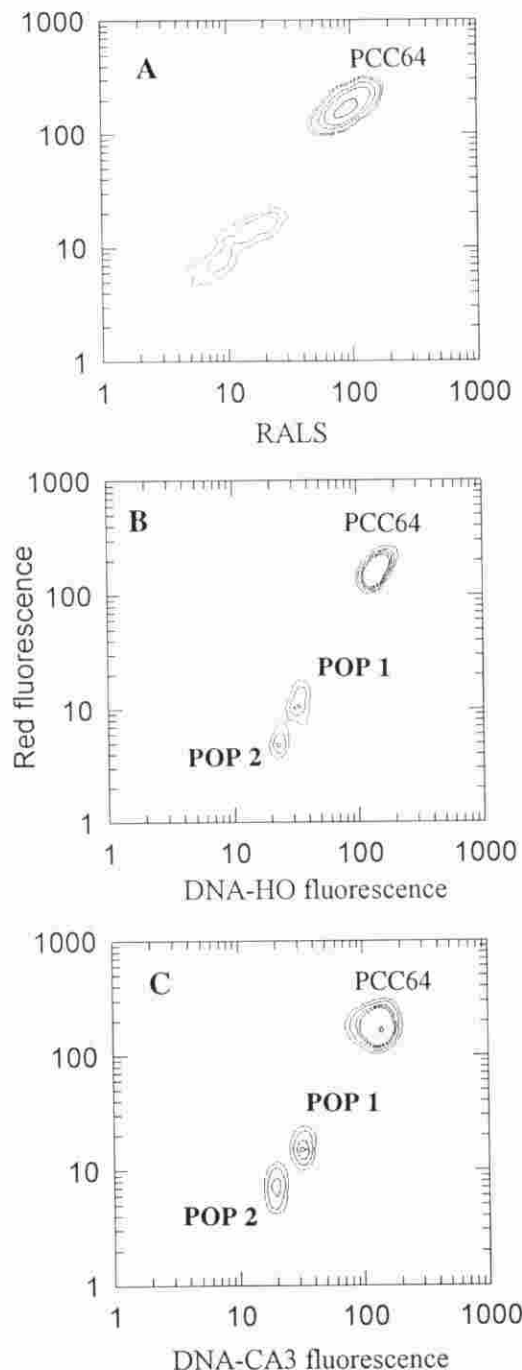 1000
A
PCC64
100
10
1
1 10 100 1000
RALS
1000
B
PCC64
100
POP 1
10
POP 2
1
1 10 100 1000
DNA-HO fluorescence
Red fluorescence
1000
C
PCC64
100
POP 1
10
POP 2
1
1 10 100 1000
DNA-CA3 fluorescence